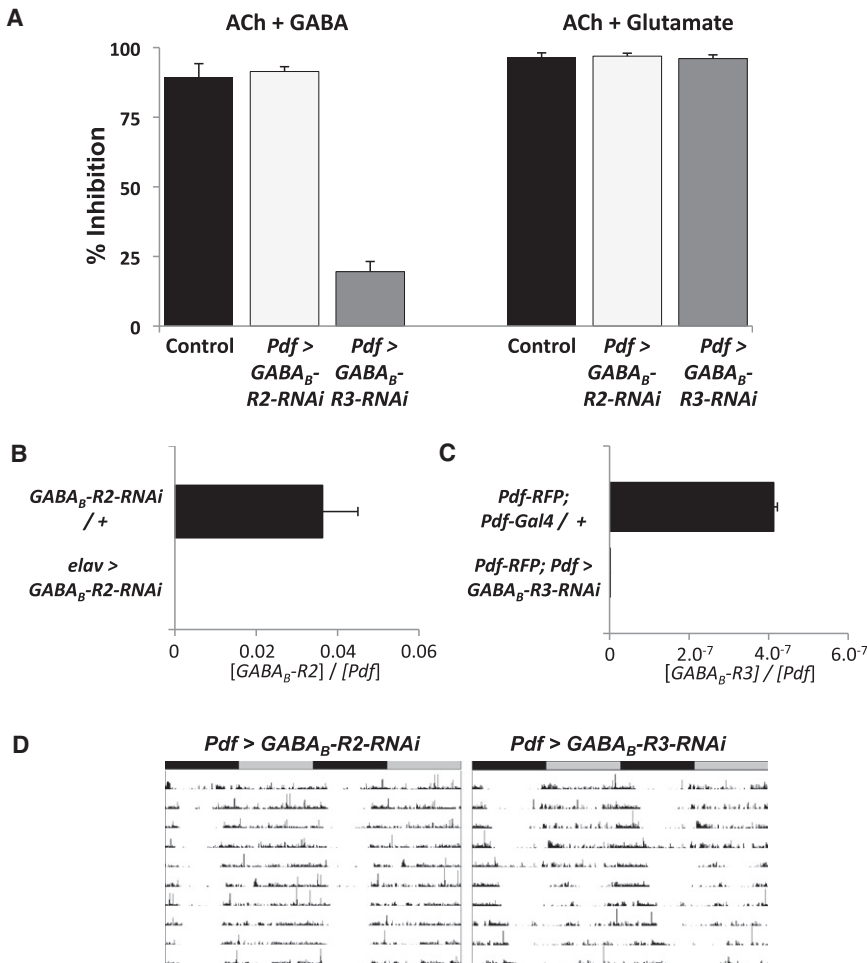 A
ACh + GABA
ACh + Glutamate
% Inhibition
100
75
50
25
0
Control
Pdf >
GABAB-
R2-RNAi
Pdf >
GABAB-
R3-RNAi
Control
Pdf >
GABAB-
R2-RNAi
Pdf >
GABAB-
R3-RNAi
B
GABAB-R2-RNAi
/ +
elav >
GABAB-R2-RNAi
0
0.02
0.04
0.06
[GABAB-R2] / [Pdf]
C
Pdf-RFP;
Pdf-Gal4 / +
Pdf-RFP; Pdf >
GABAB-R3-RNAi
0
2.0-7
4.0-7
6.0-7
[GABAB-R3] / [Pdf]
D
Pdf > GABAB-R2-RNAi
Pdf > GABAB-R3-RNAi